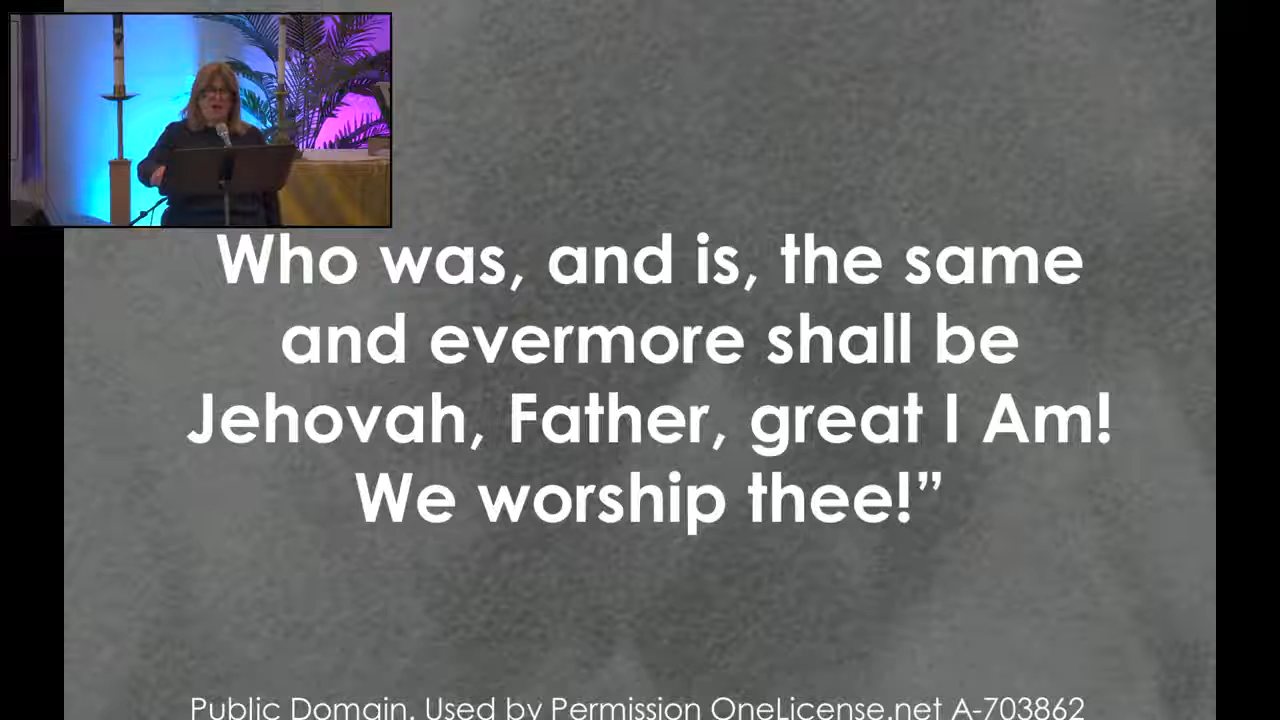 Who was, and is, the same
and evermore shall be
Jehovah, Father, great I Am!
We worship thee!”
Public Domain. Used by Permission OneLicense.net A-703862